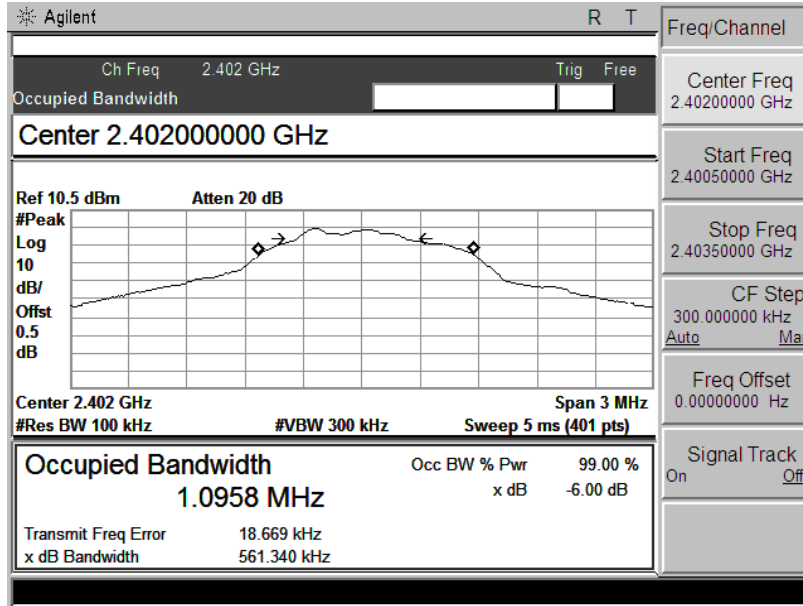 Agilent R T
Ch Freq 2.402 GHz Trig Free
Occupied Bandwidth
Center 2.402000000 GHz
Ref 10.5 dBm Atten 20 dB
#Peak
Log
10
dB/
Offst
0.5
dB
Center 2.402 GHz Span 3 MHz
#Res BW 100 kHz #VBW 300 kHz Sweep 5 ms (401 pts)
Occupied Bandwidth Occ BW % Pwr 99.00 %
1.0958 MHz x dB -6.00 dB
Transmit Freq Error 18.669 kHz
x dB Bandwidth 561.340 kHz
Freq/Channel
Center Freq
2.40200000 GHz
Start Freq
2.40050000 GHz
Stop Freq
2.40350000 GHz
CF Step
300.000000 kHz
Auto Ma
Freq Offset
0.00000000 Hz
Signal Track
On Off